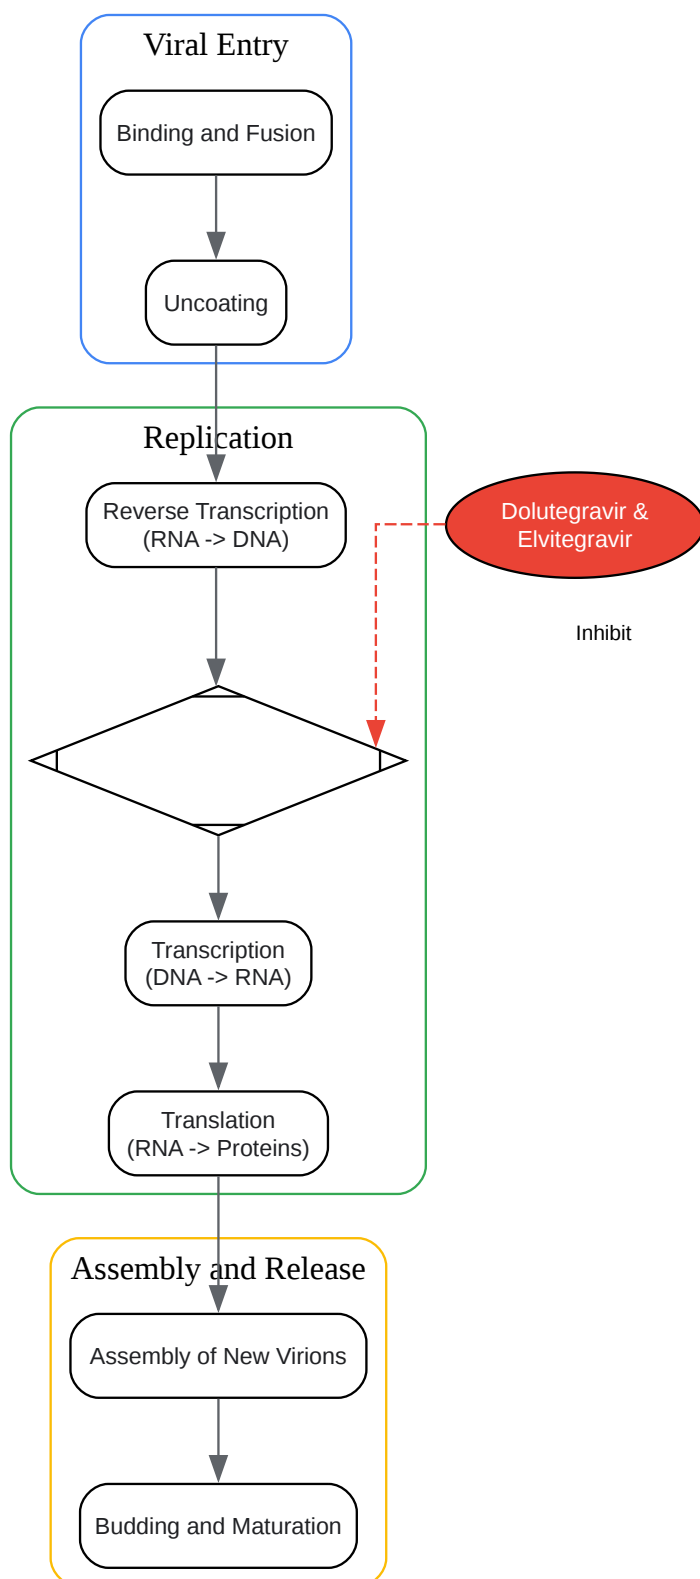 Viral Entry
Binding and Fusion
Uncoating
Replication
Reverse Transcription
(RNA -> DNA)
Dolutegravir &
Elvitegravir
Inhibit
Transcription
(DNA -> RNA)
Translation
(RNA -> Proteins)
Assembly and Release
Assembly of New Virions
Budding and Maturation